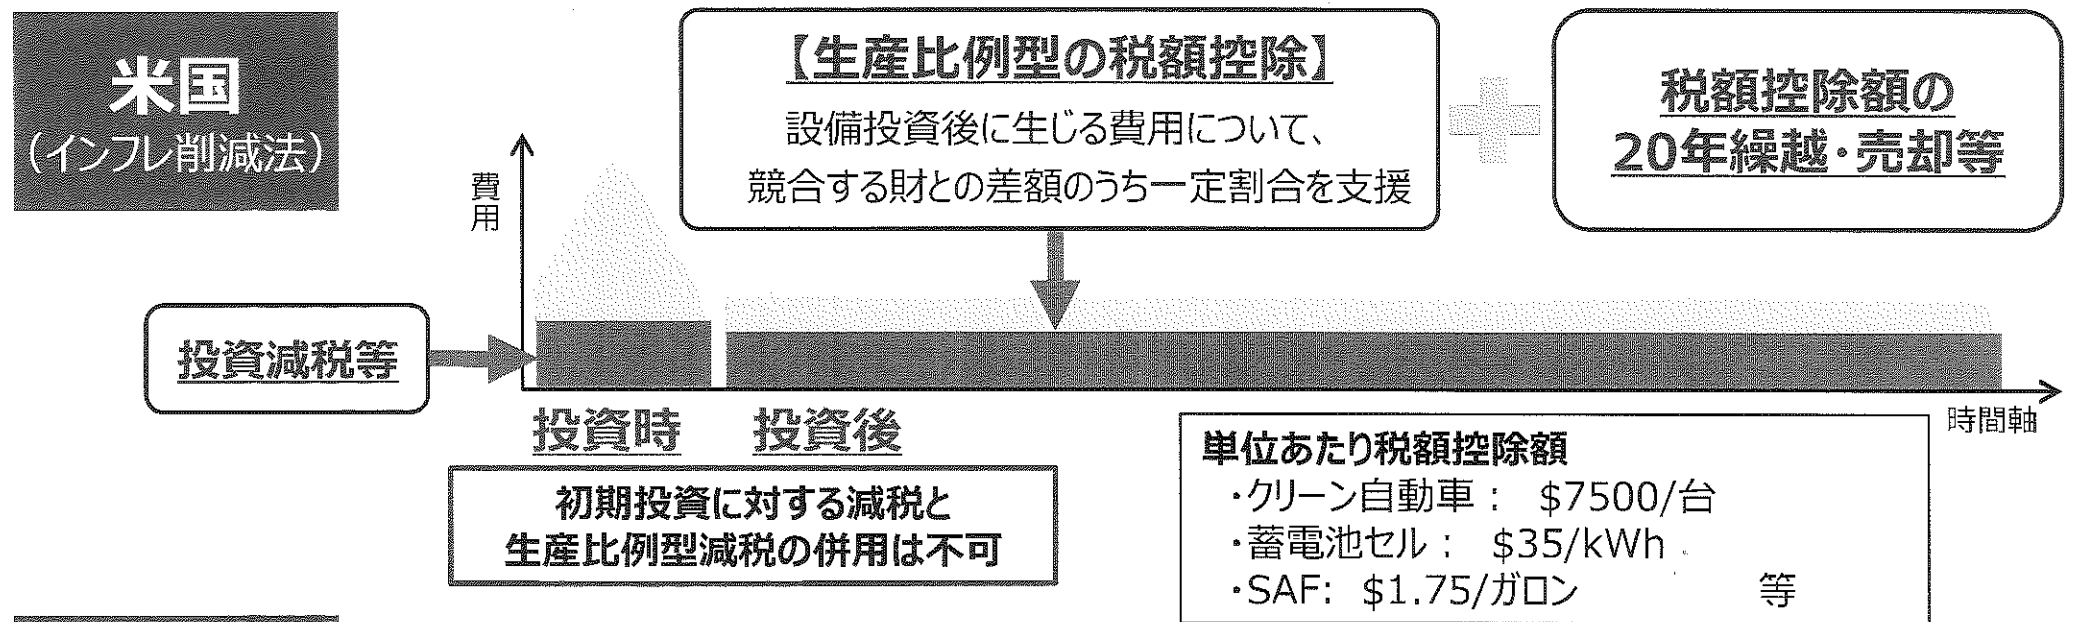 米国
(インフレ削減法)
【生産比例型の税額控除】
設備投資後に生じる費用について、
競合する財との差額のうち一定割合を支援
税額控除額の
20年繰越・売却等
費用
投資減税等
投資時
投資後
時間軸
初期投資に対する減税と
生産比例型減税の併用は不可
単位あたり税額控除額
・クリーン自動車： $7500/台
・蓄電池セル： $35/kWh
・SAF: $1.75/ガロン 等